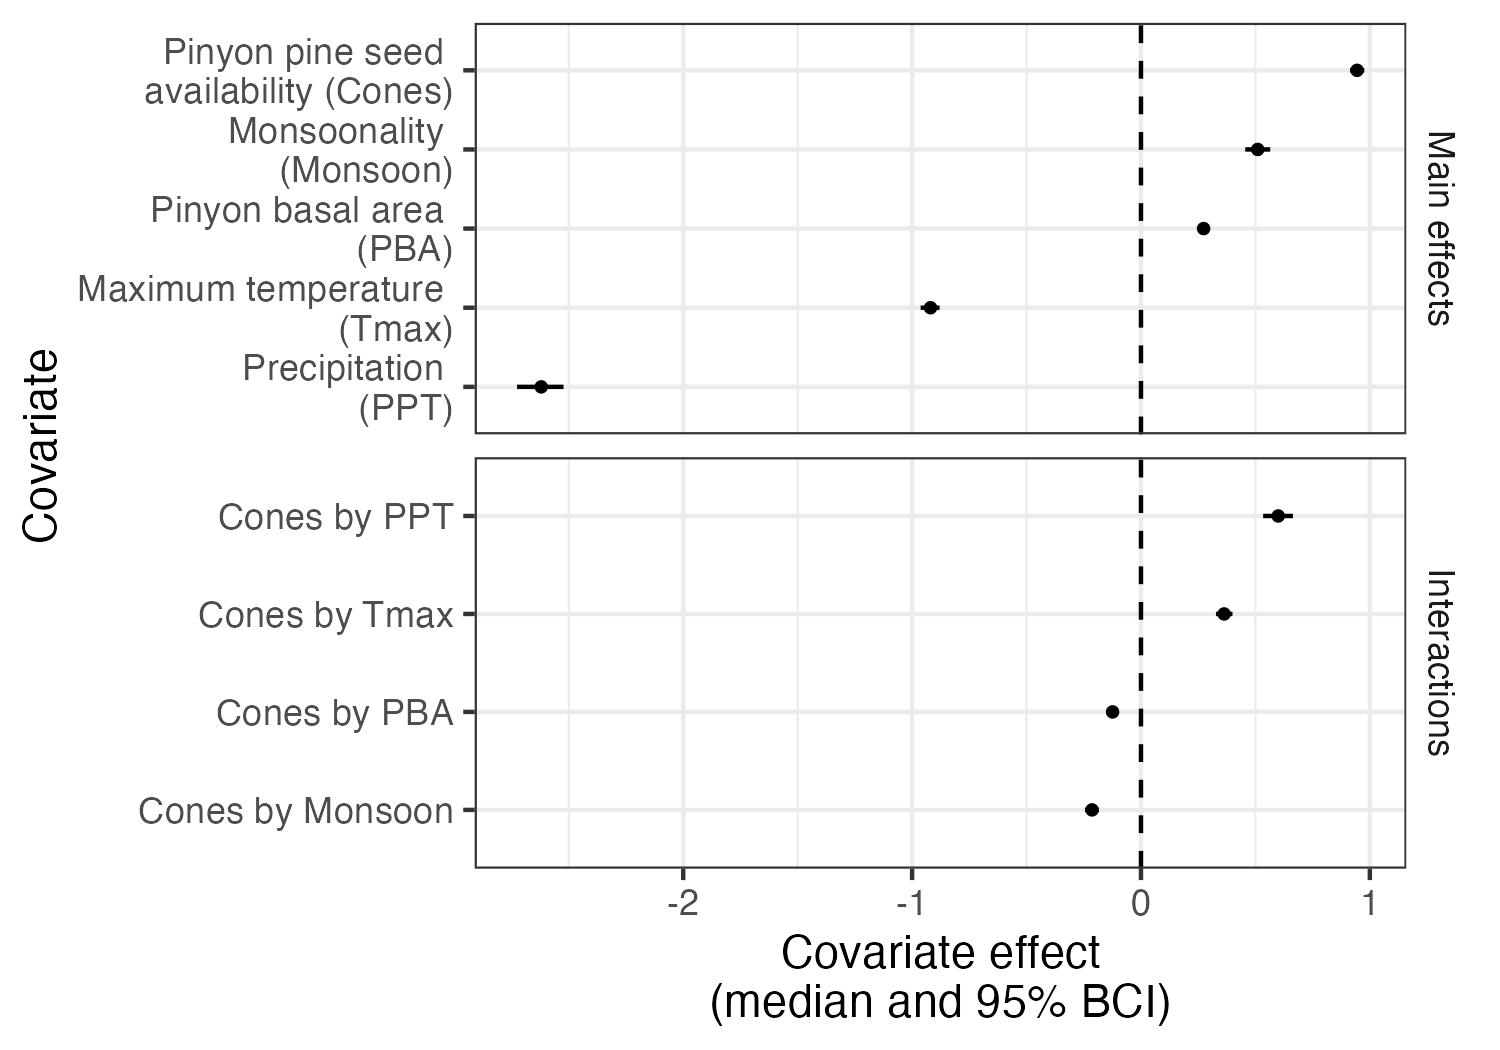 Pinyon pine seed
availability (Cones)
Monsoonality
(Monsoon)
Pinyon basal area
(PBA)
Maximum temperature
(Tmax)
Precipitation
(PPT)
Main effects
Covariate
Cones by PPT
Cones by Tmax
Cones by PBA
Cones by Monsoon
Interactions
-2 -1 0 1
Covariate effect
(median and 95% BCI)